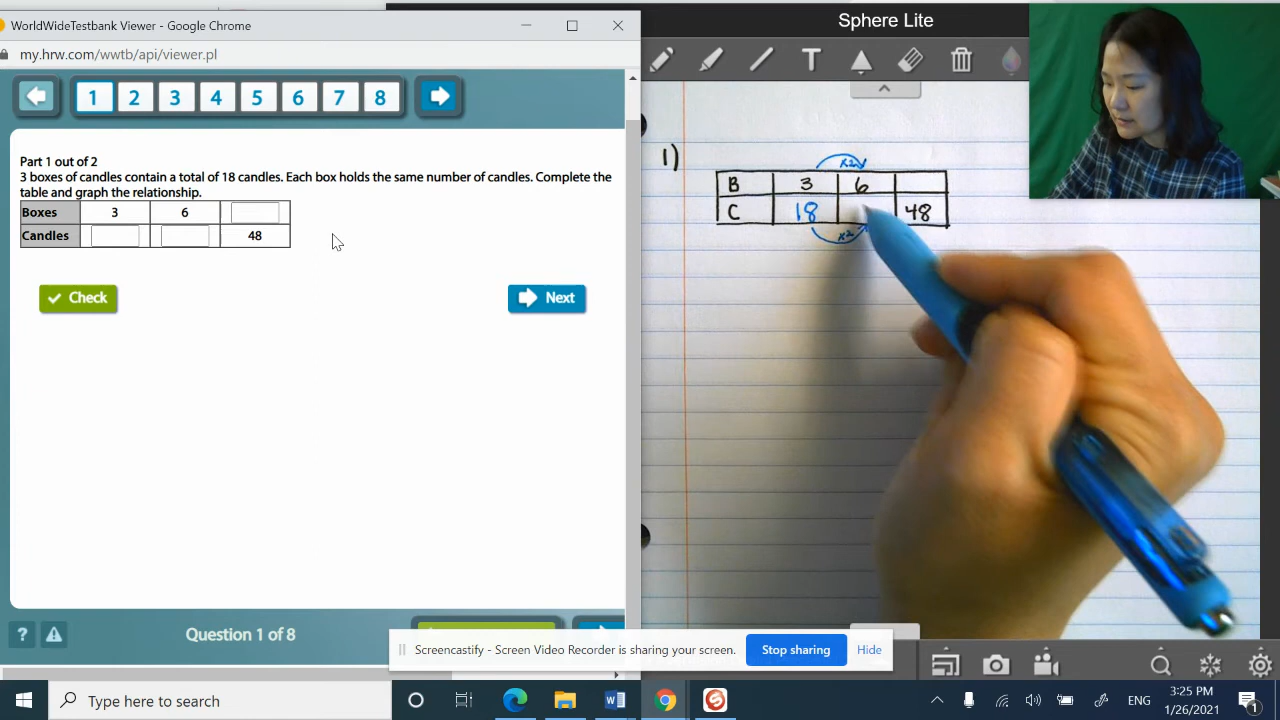 WorldWideTestbank Viewer - Google Chrome
my.hrw.com/wwtb/api/viewer.pl
1 2 3 4 5 6 7 8
Part 1 out of 2
3 boxes of candles contain a total of 18 candles. Each box holds the same number of candles. Complete the
table and graph the relationship.
Boxes 3 6
Candles 48
Check
Next
? Question 1 of 8
Sphere Lite
T
1)
x2
B 3 6
C 18 48
x2
Screencastify - Screen Video Recorder is sharing your screen. Stop sharing Hide
Type here to search
ENG
3:25 PM
1/26/2021
1